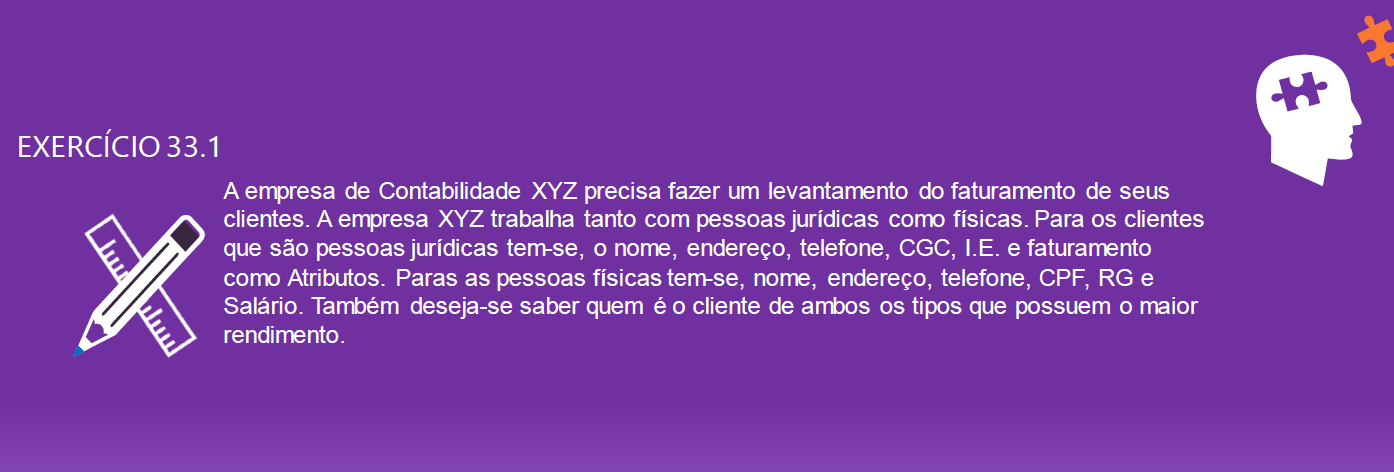 EXERCÍCIO 33.1
A empresa de Contabilidade XYZ precisa fazer um levantamento do faturamento de seus
clientes. A empresa XYZ trabalha tanto com pessoas jurídicas como físicas. Para os clientes
que são pessoas jurídicas tem-se, o nome, endereço, telefone, CGC, I.E. e faturamento
como Atributos. Paras as pessoas físicas tem-se, nome, endereço, telefone, CPF, RG e
Salário. Também deseja-se saber quem é o cliente de ambos os tipos que possuem o maior
rendimento.